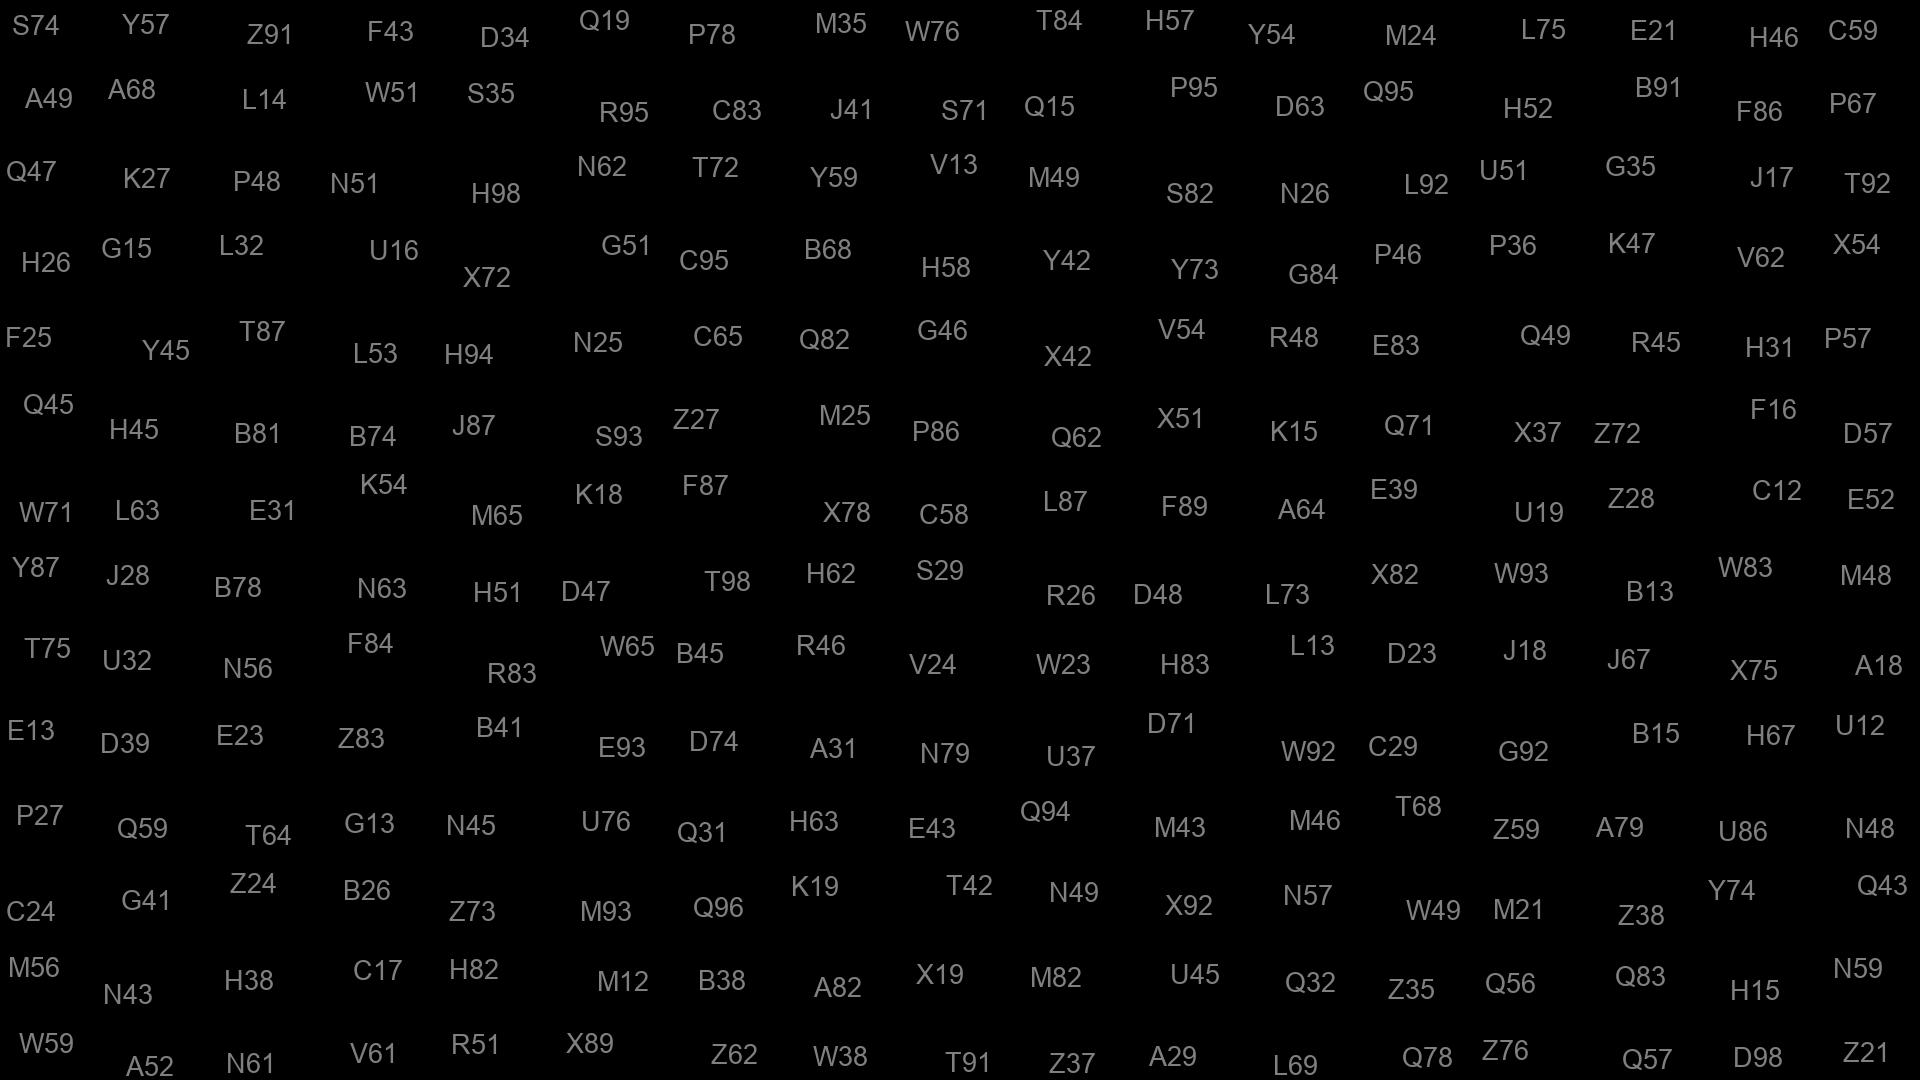 S74 Y57 Z91 F43 D34 Q19 P78 M35 W76 T84 H57 Y54 M24 L75 E21 H46 C59
A49 A68 L14 W51 S35 R95 C83 J41 S71 Q15 P95 D63 Q95 H52 B91 F86 P67
Q47 K27 P48 N51 H98 N62 T72 Y59 V13 M49 S82 N26 L92 U51 G35 J17 T92
H26 G15 L32 U16 X72 G51 C95 B68 H58 Y42 Y73 G84 P46 P36 K47 V62 X54
F25 Y45 T87 L53 H94 N25 C65 Q82 G46 X42 V54 R48 E83 Q49 R45 H31 P57
Q45 H45 B81 B74 J87 S93 Z27 M25 P86 Q62 X51 K15 Q71 X37 Z72 F16 D57
W71 L63 E31 K54 M65 K18 F87 X78 C58 L87 F89 A64 E39 U19 Z28 C12 E52
Y87 J28 B78 N63 H51 D47 T98 H62 S29 R26 D48 L73 X82 W93 B13 W83 M48
T75 U32 N56 F84 R83 W65 B45 R46 V24 W23 H83 L13 D23 J18 J67 X75 A18
E13 D39 E23 Z83 B41 E93 D74 A31 N79 U37 D71 W92 C29 G92 B15 H67 U12
P27 Q59 T64 G13 N45 U76 Q31 H63 E43 Q94 M43 M46 T68 Z59 A79 U86 N48
C24 G41 Z24 B26 Z73 M93 Q96 K19 T42 N49 X92 N57 W49 M21 Z38 Y74 Q43
M56 N43 H38 C17 H82 M12 B38 A82 X19 M82 U45 Q32 Z35 Q56 Q83 H15 N59
W59 A52 N61 V61 R51 X89 Z62 W38 T91 Z37 A29 L69 Q78 Z76 Q57 D98 Z21